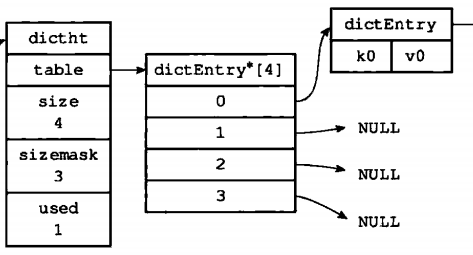 dictht
table
size
4
sizemask
3
used
1
dictEntry*[4]
0
1
2
3
dictEntry
k0 v0
NULL
NULL
NULL